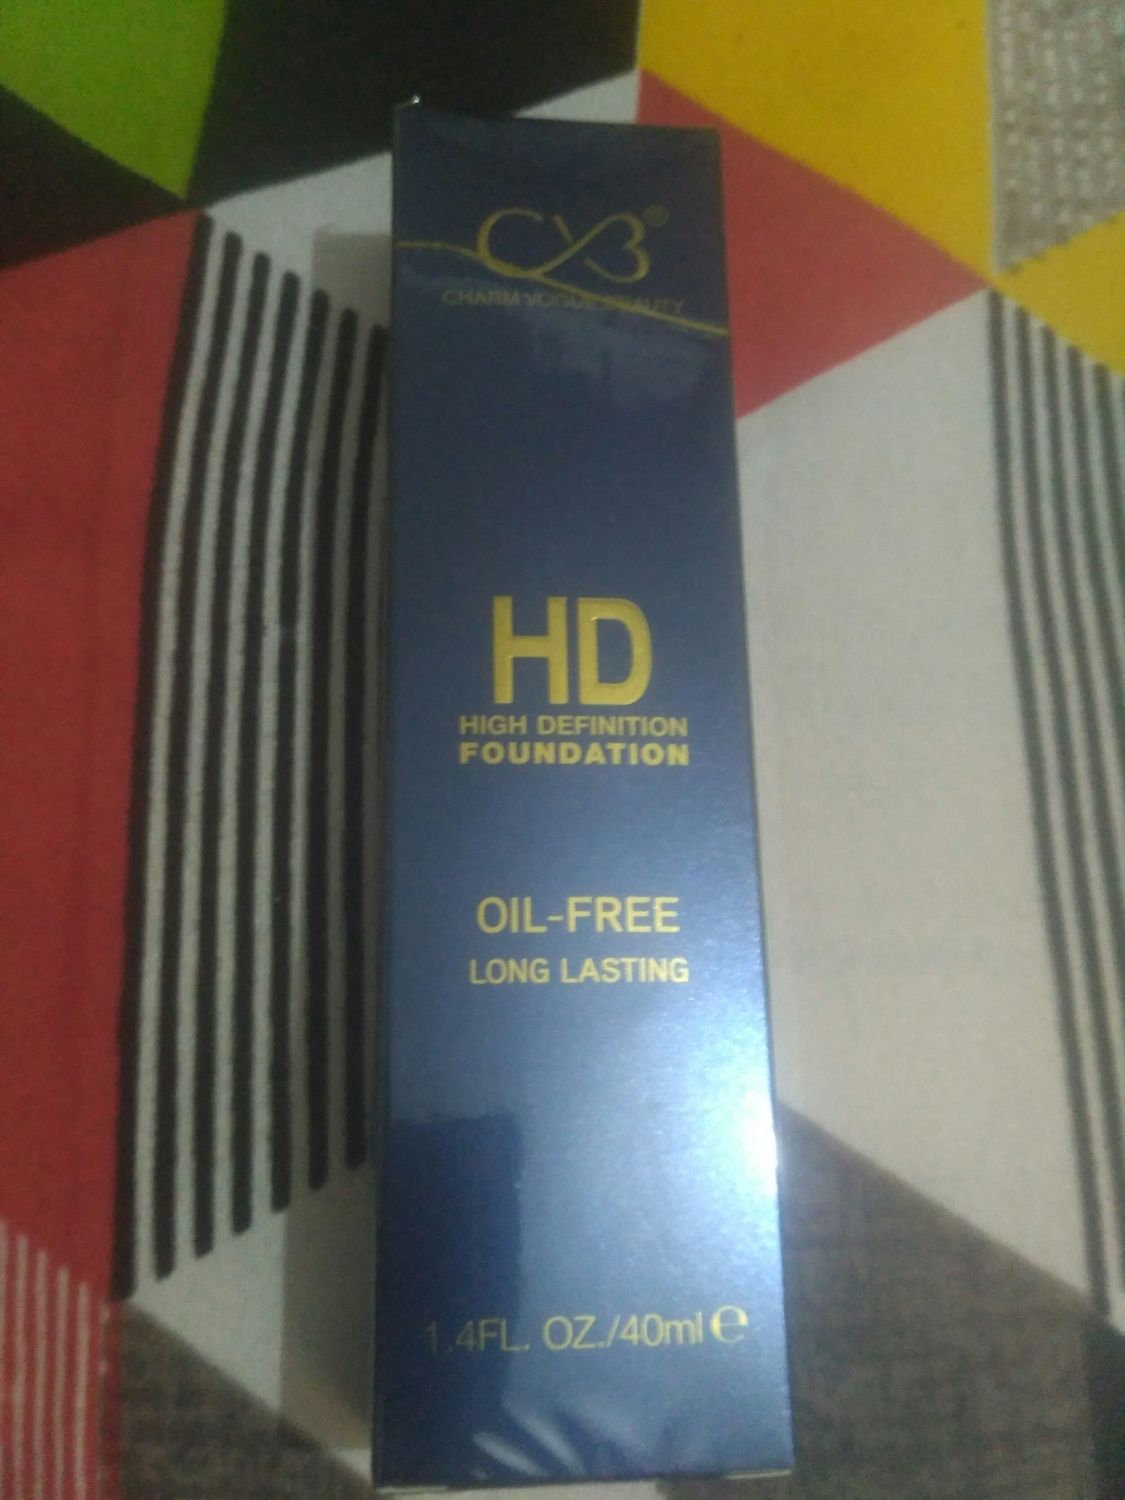 CVB®
CHARM VOGUE BEAUTY
HD
HIGH DEFINITION
FOUNDATION
OIL-FREE
LONG LASTING
1.4FL. OZ./40ml ℮